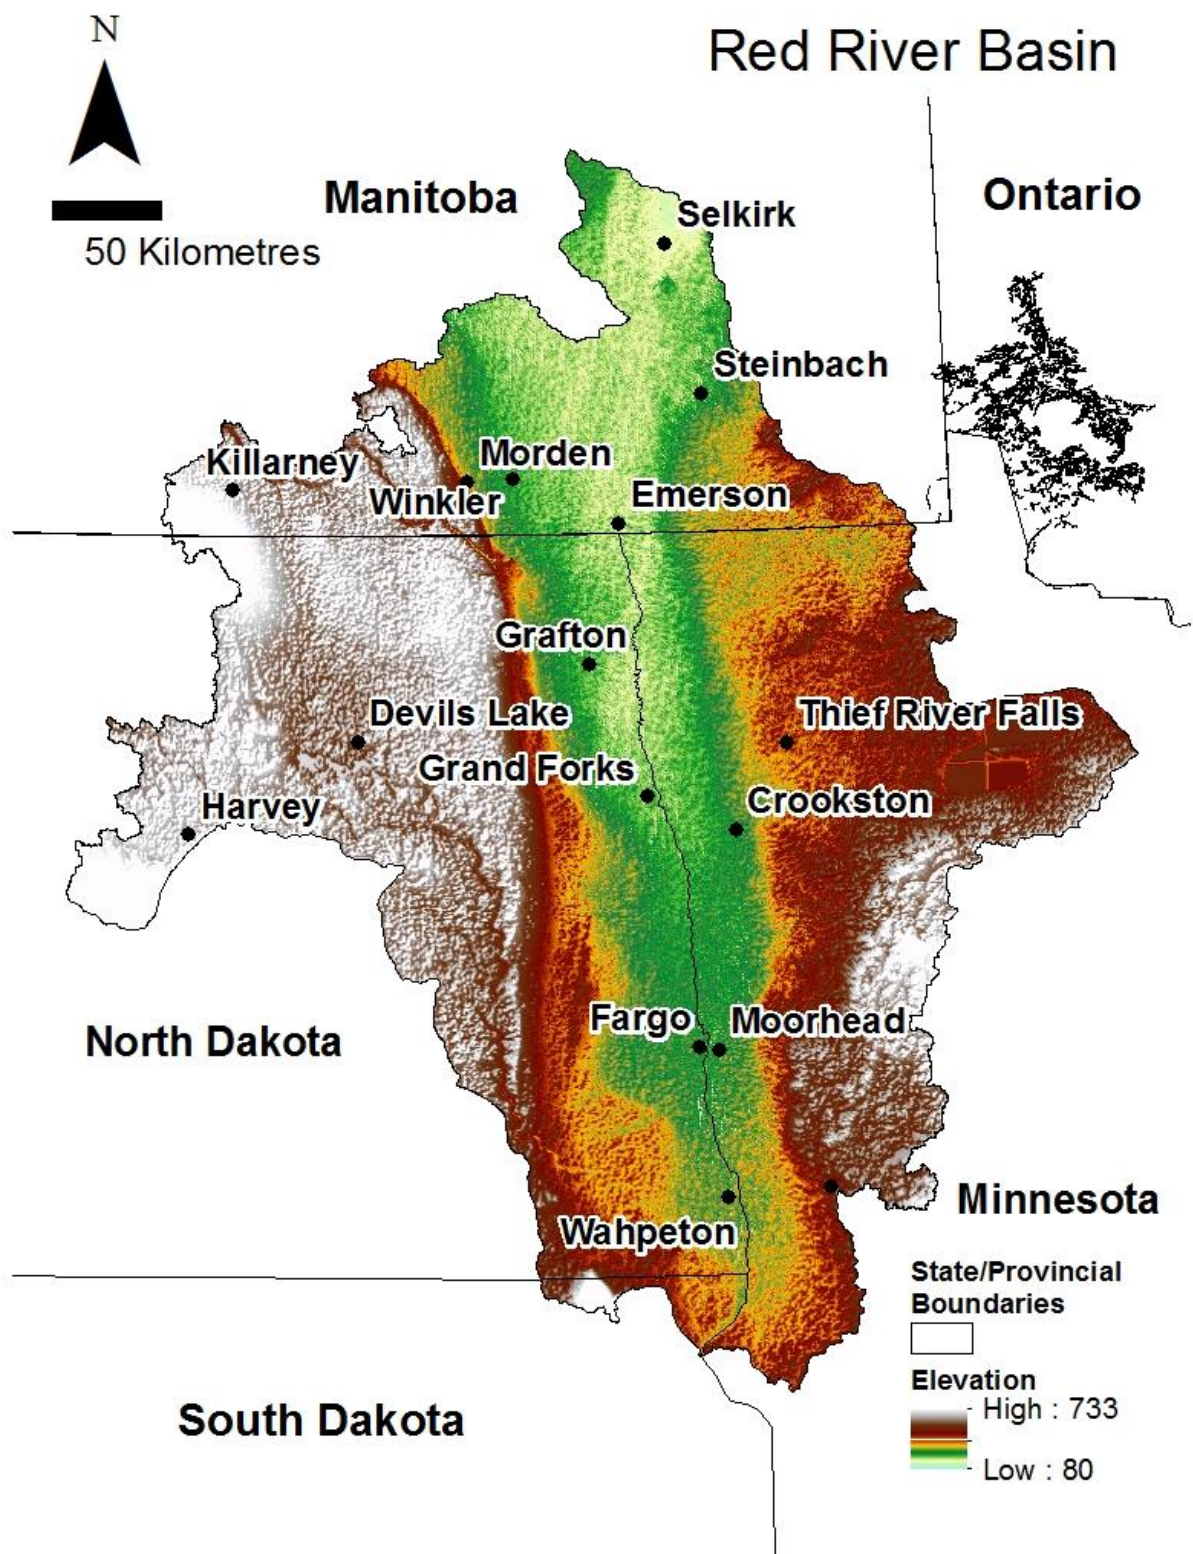 N
Red River Basin
Manitoba
Ontario
Selkirk
50 Kilometres
Steinbach
Morden
Killarney
Winkler
Emerson
Grafton
Devils Lake
Thief River Falls
Grand Forks
Crookston
Harvey
Fargo
Moorhead
North Dakota
Minnesota
Wahpeton
State/Provincial
Boundaries
Elevation
High : 733
South Dakota
Low : 80